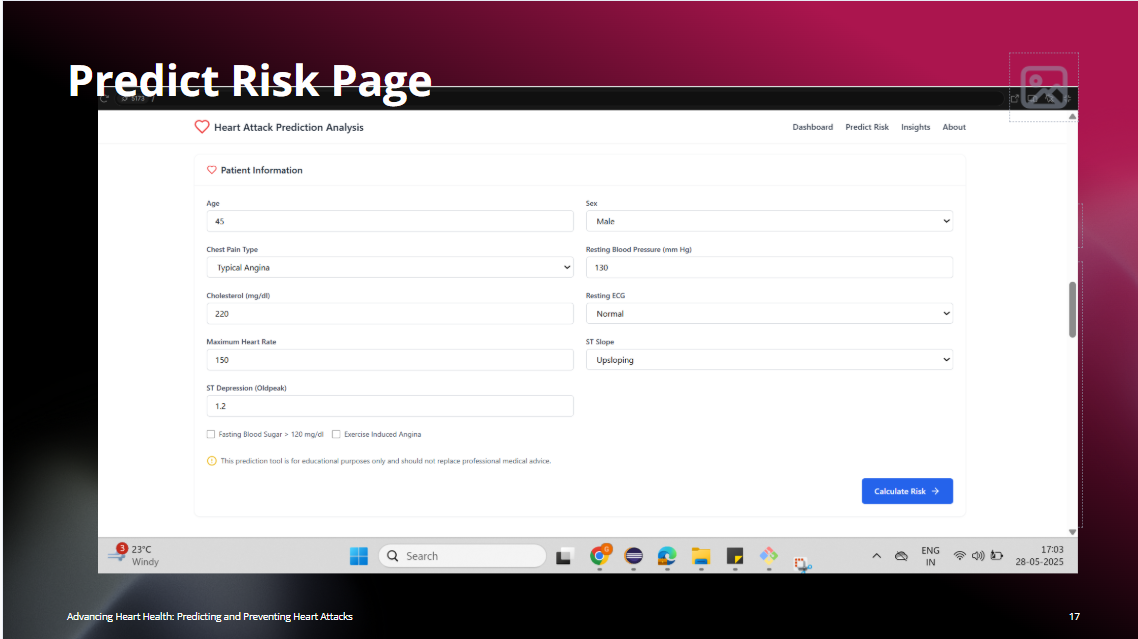 Predict Risk Page
5173
Heart Attack Prediction Analysis
Dashboard Predict Risk Insights About
Patient Information
Age Sex
45 Male
Chest Pain Type Resting Blood Pressure (mm Hg)
Typical Angina 130
Cholesterol (mg/dl) Resting ECG
220 Normal
Maximum Heart Rate ST Slope
150 Upsloping
ST Depression (Oldpeak)
1.2
Fasting Blood Sugar > 120 mg/dl Exercise Induced Angina
This prediction tool is for educational purposes only and should not replace professional medical advice.
Calculate Risk
3 23°C
Windy
Search
G
ENG
IN
17:03
28-05-2025
Advancing Heart Health: Predicting and Preventing Heart Attacks 17